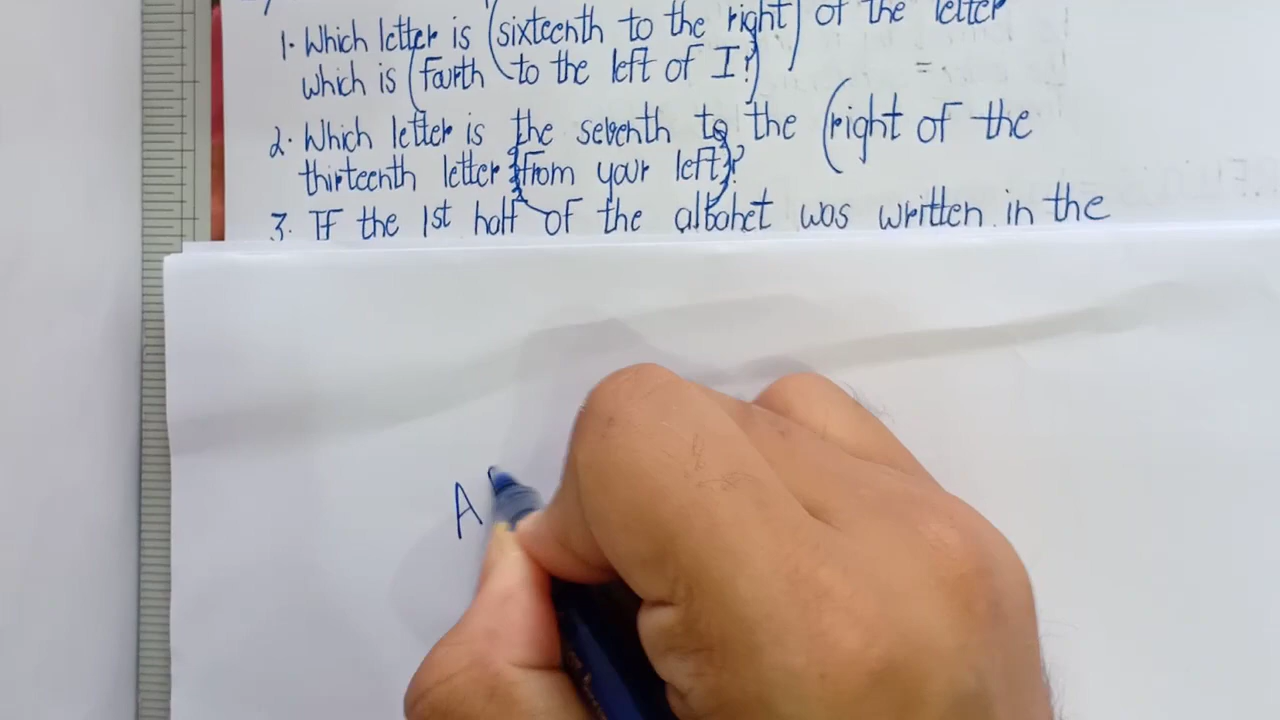 1. Which letter is (sixteenth to the right) of the letter
which is (fourth to the left of I?)
2. Which letter is the seventh to the (right of the
thirteenth letter from your left)?
3. If the 1st half of the albahet was written in the
A